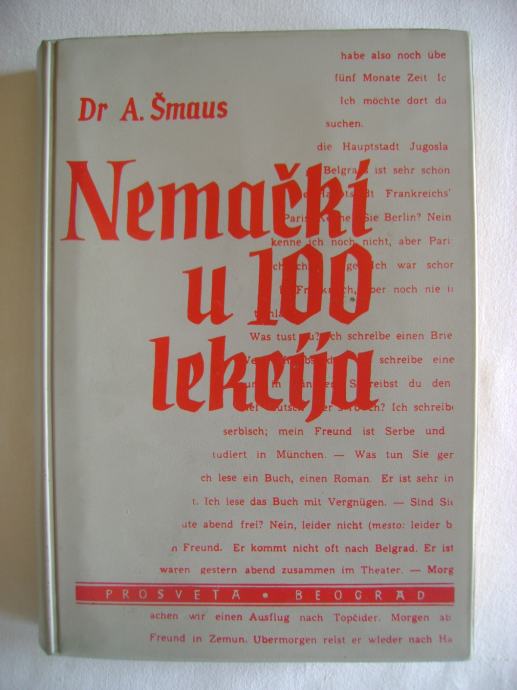 habe also noch übe
fünf Monate Zeit Ic
Dr A. Šmaus
Ich möchte dort da
suchen.
die Hauptstadt Jugosla
Belgrad ist sehr schön
Frankreichs'
Nemački
Sie Berlin? Nein
kenne ich noch nicht, aber Pari
Ich war schor
u 100
aber noch nie i
Was tust du? Ich schreibe einen Brie
schreibe eine
lekcija
Schreibst du den
Ich schreibe
serbisch; mein Freund ist Serbe und
tudiert in München. — Was tun Sie ger
ch lese ein Buch, einen Roman. Er ist sehr in
t. Ich lese das Buch mit Vergnügen. — Sind Sie
ute abend frei? Nein, leider nicht (mesto: leider b
n Freund. Er kommt nicht oft nach Belgrad. Er ist
waren gestern abend zusammen im Theater. — Morg
PROSVETA • BEOGRAD
achen wir einen Ausflug nach Topčider. Morgen ab
Freund in Zemun. Übermorgen reist er wieder nach Ha